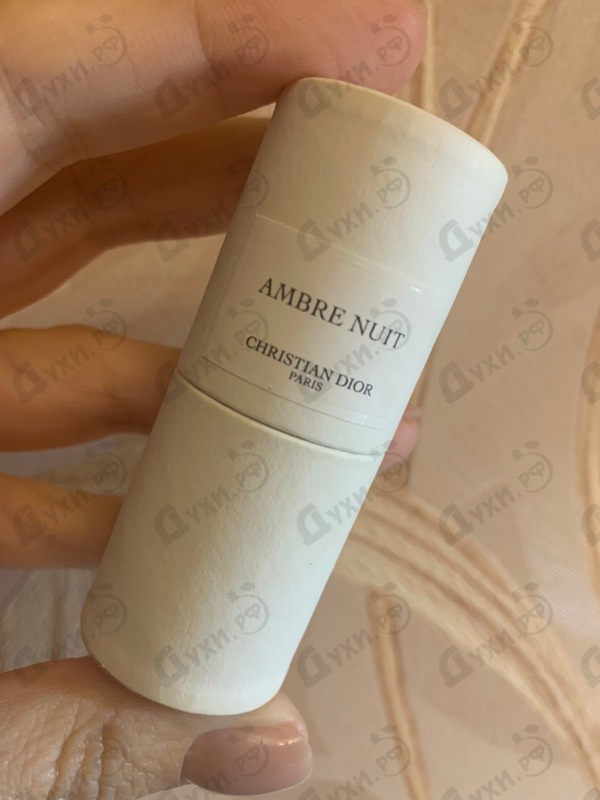 AMBRE NUIT
CHRISTIAN DIOR
PARIS
Духи.рф